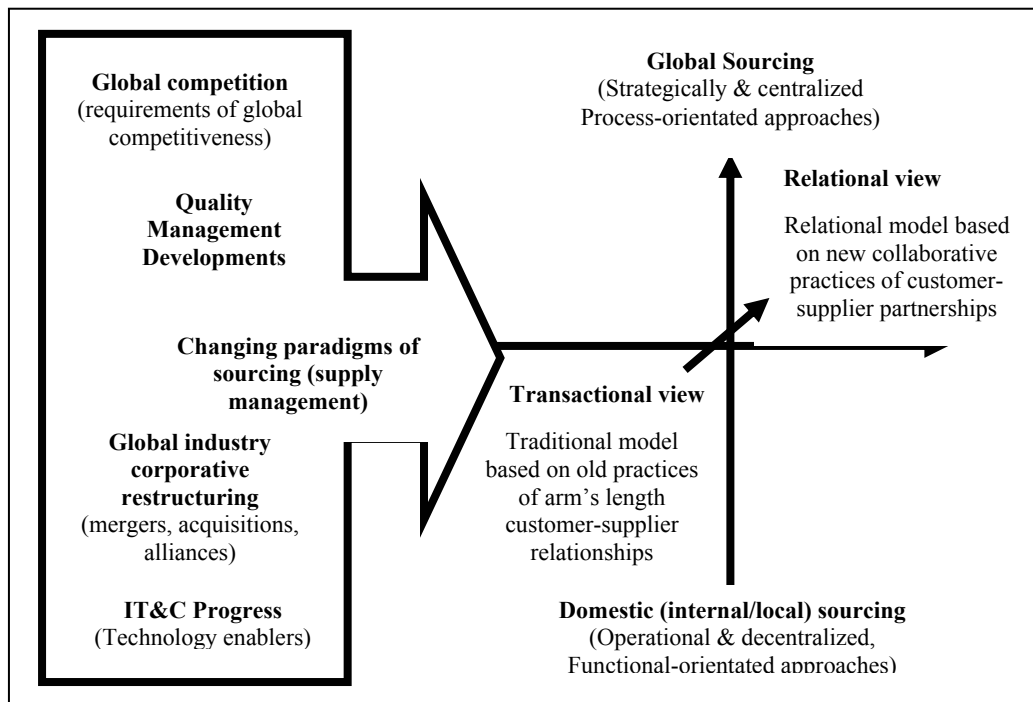 Global competition
(requirements of global
competitiveness)
Quality
Management
Developments
Changing paradigms of
sourcing (supply
management)
Global industry
corporative
restructuring
(mergers, acquisitions,
alliances)
IT&C Progress
(Technology enablers)
Global Sourcing
(Strategically & centralized
Process-orientated approaches)
Relational view
Relational model based
on new collaborative
practices of customer-
supplier partnerships
Transactional view
Traditional model
based on old practices
of arm’s length
customer-supplier
relationships
Domestic (internal/local) sourcing
(Operational & decentralized,
Functional-orientated approaches)